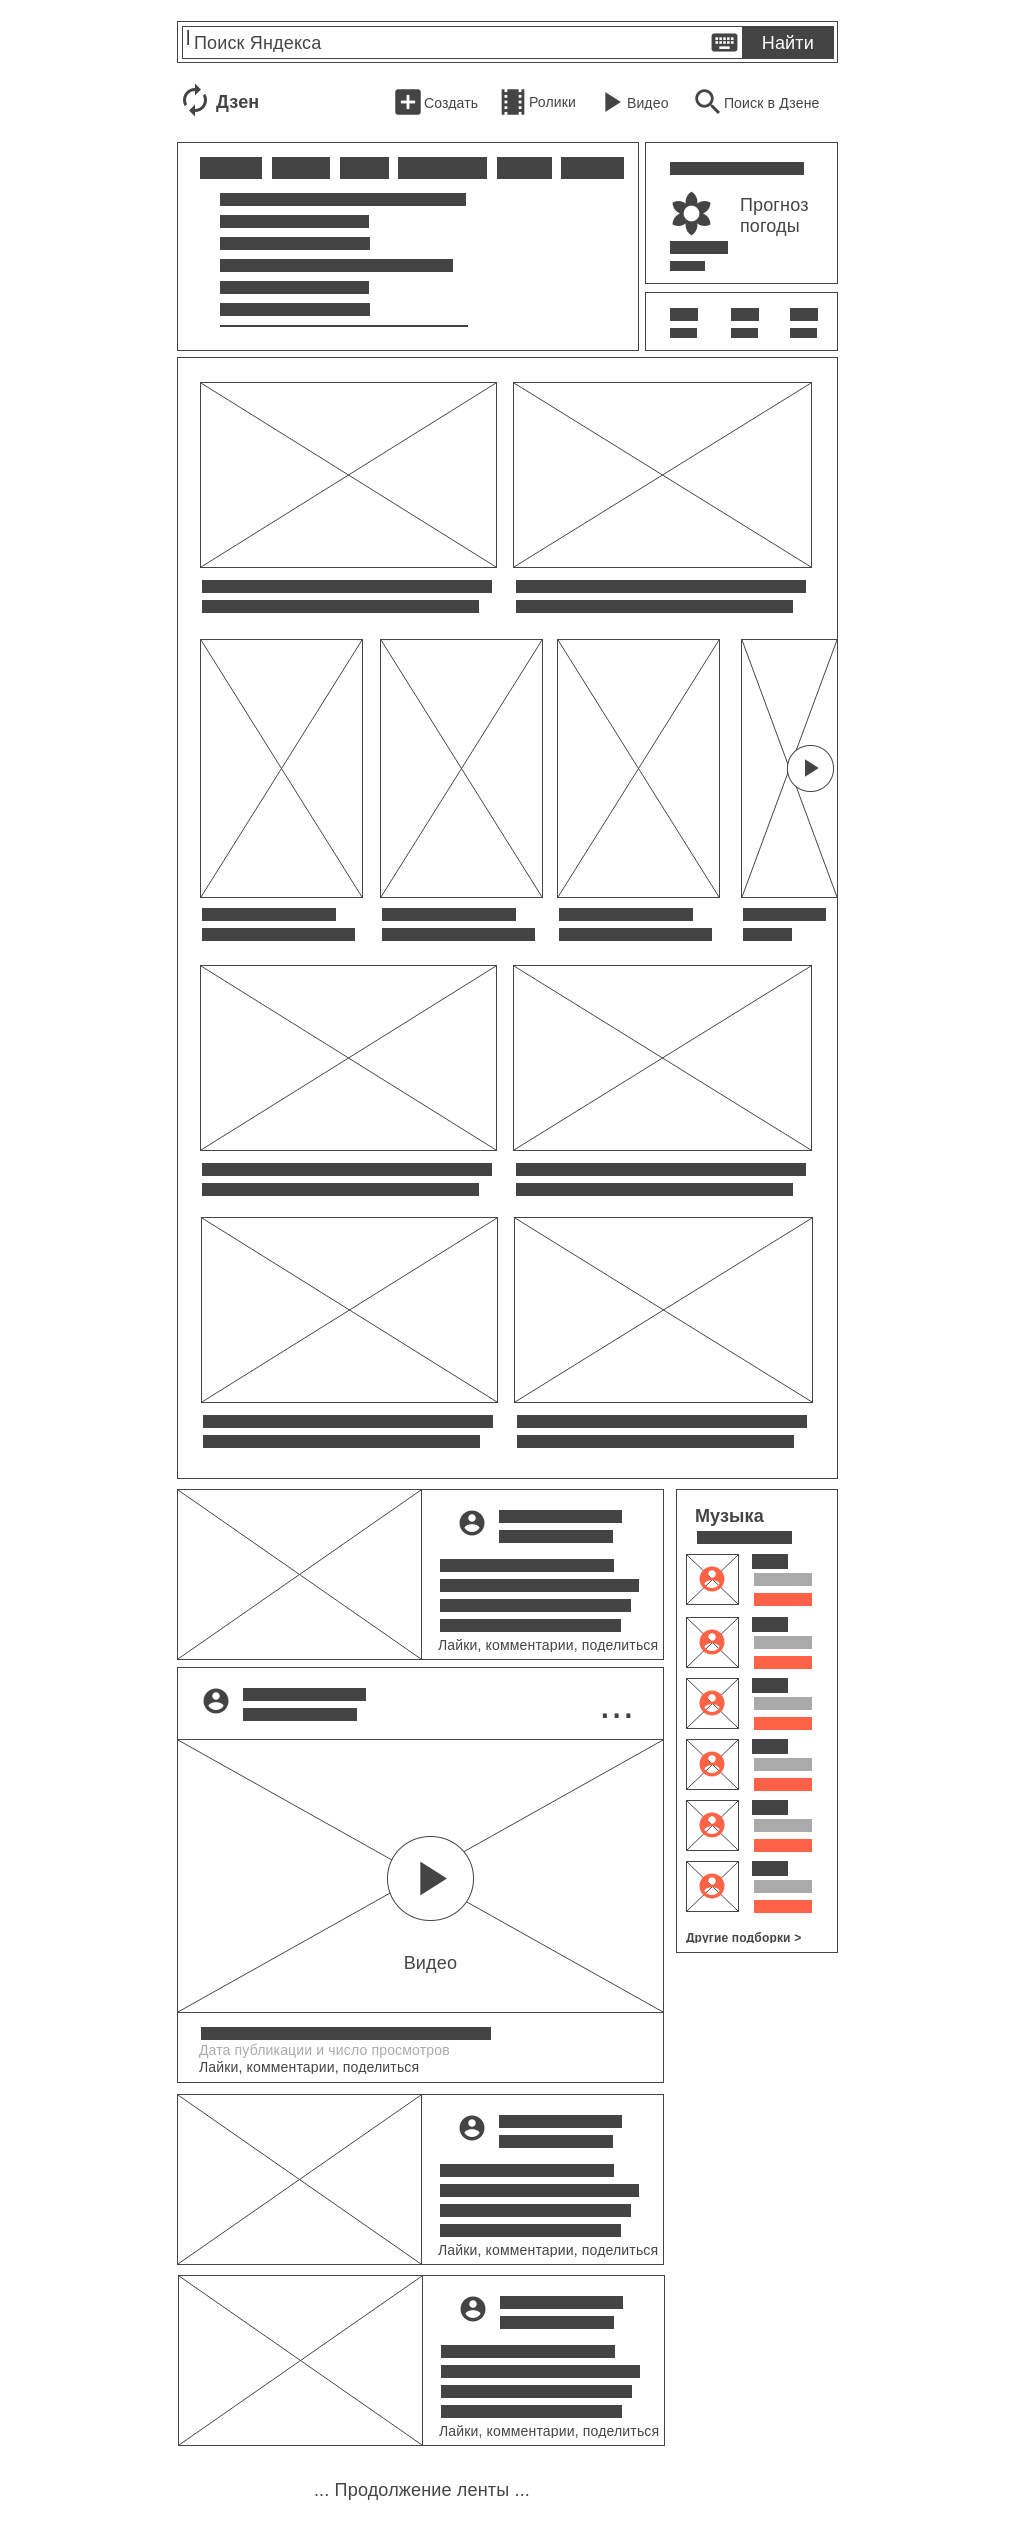 Поиск Яндекса
Найти
Дзен
Создать
Ролики
Видео
Поиск в Дзене
Прогноз
погоды
Музыка
Лайки, комментарии, поделиться
...
Видео
Другие подборки >
Дата публикации и число просмотров
Лайки, комментарии, поделиться
Лайки, комментарии, поделиться
Лайки, комментарии, поделиться
... Продолжение ленты ...